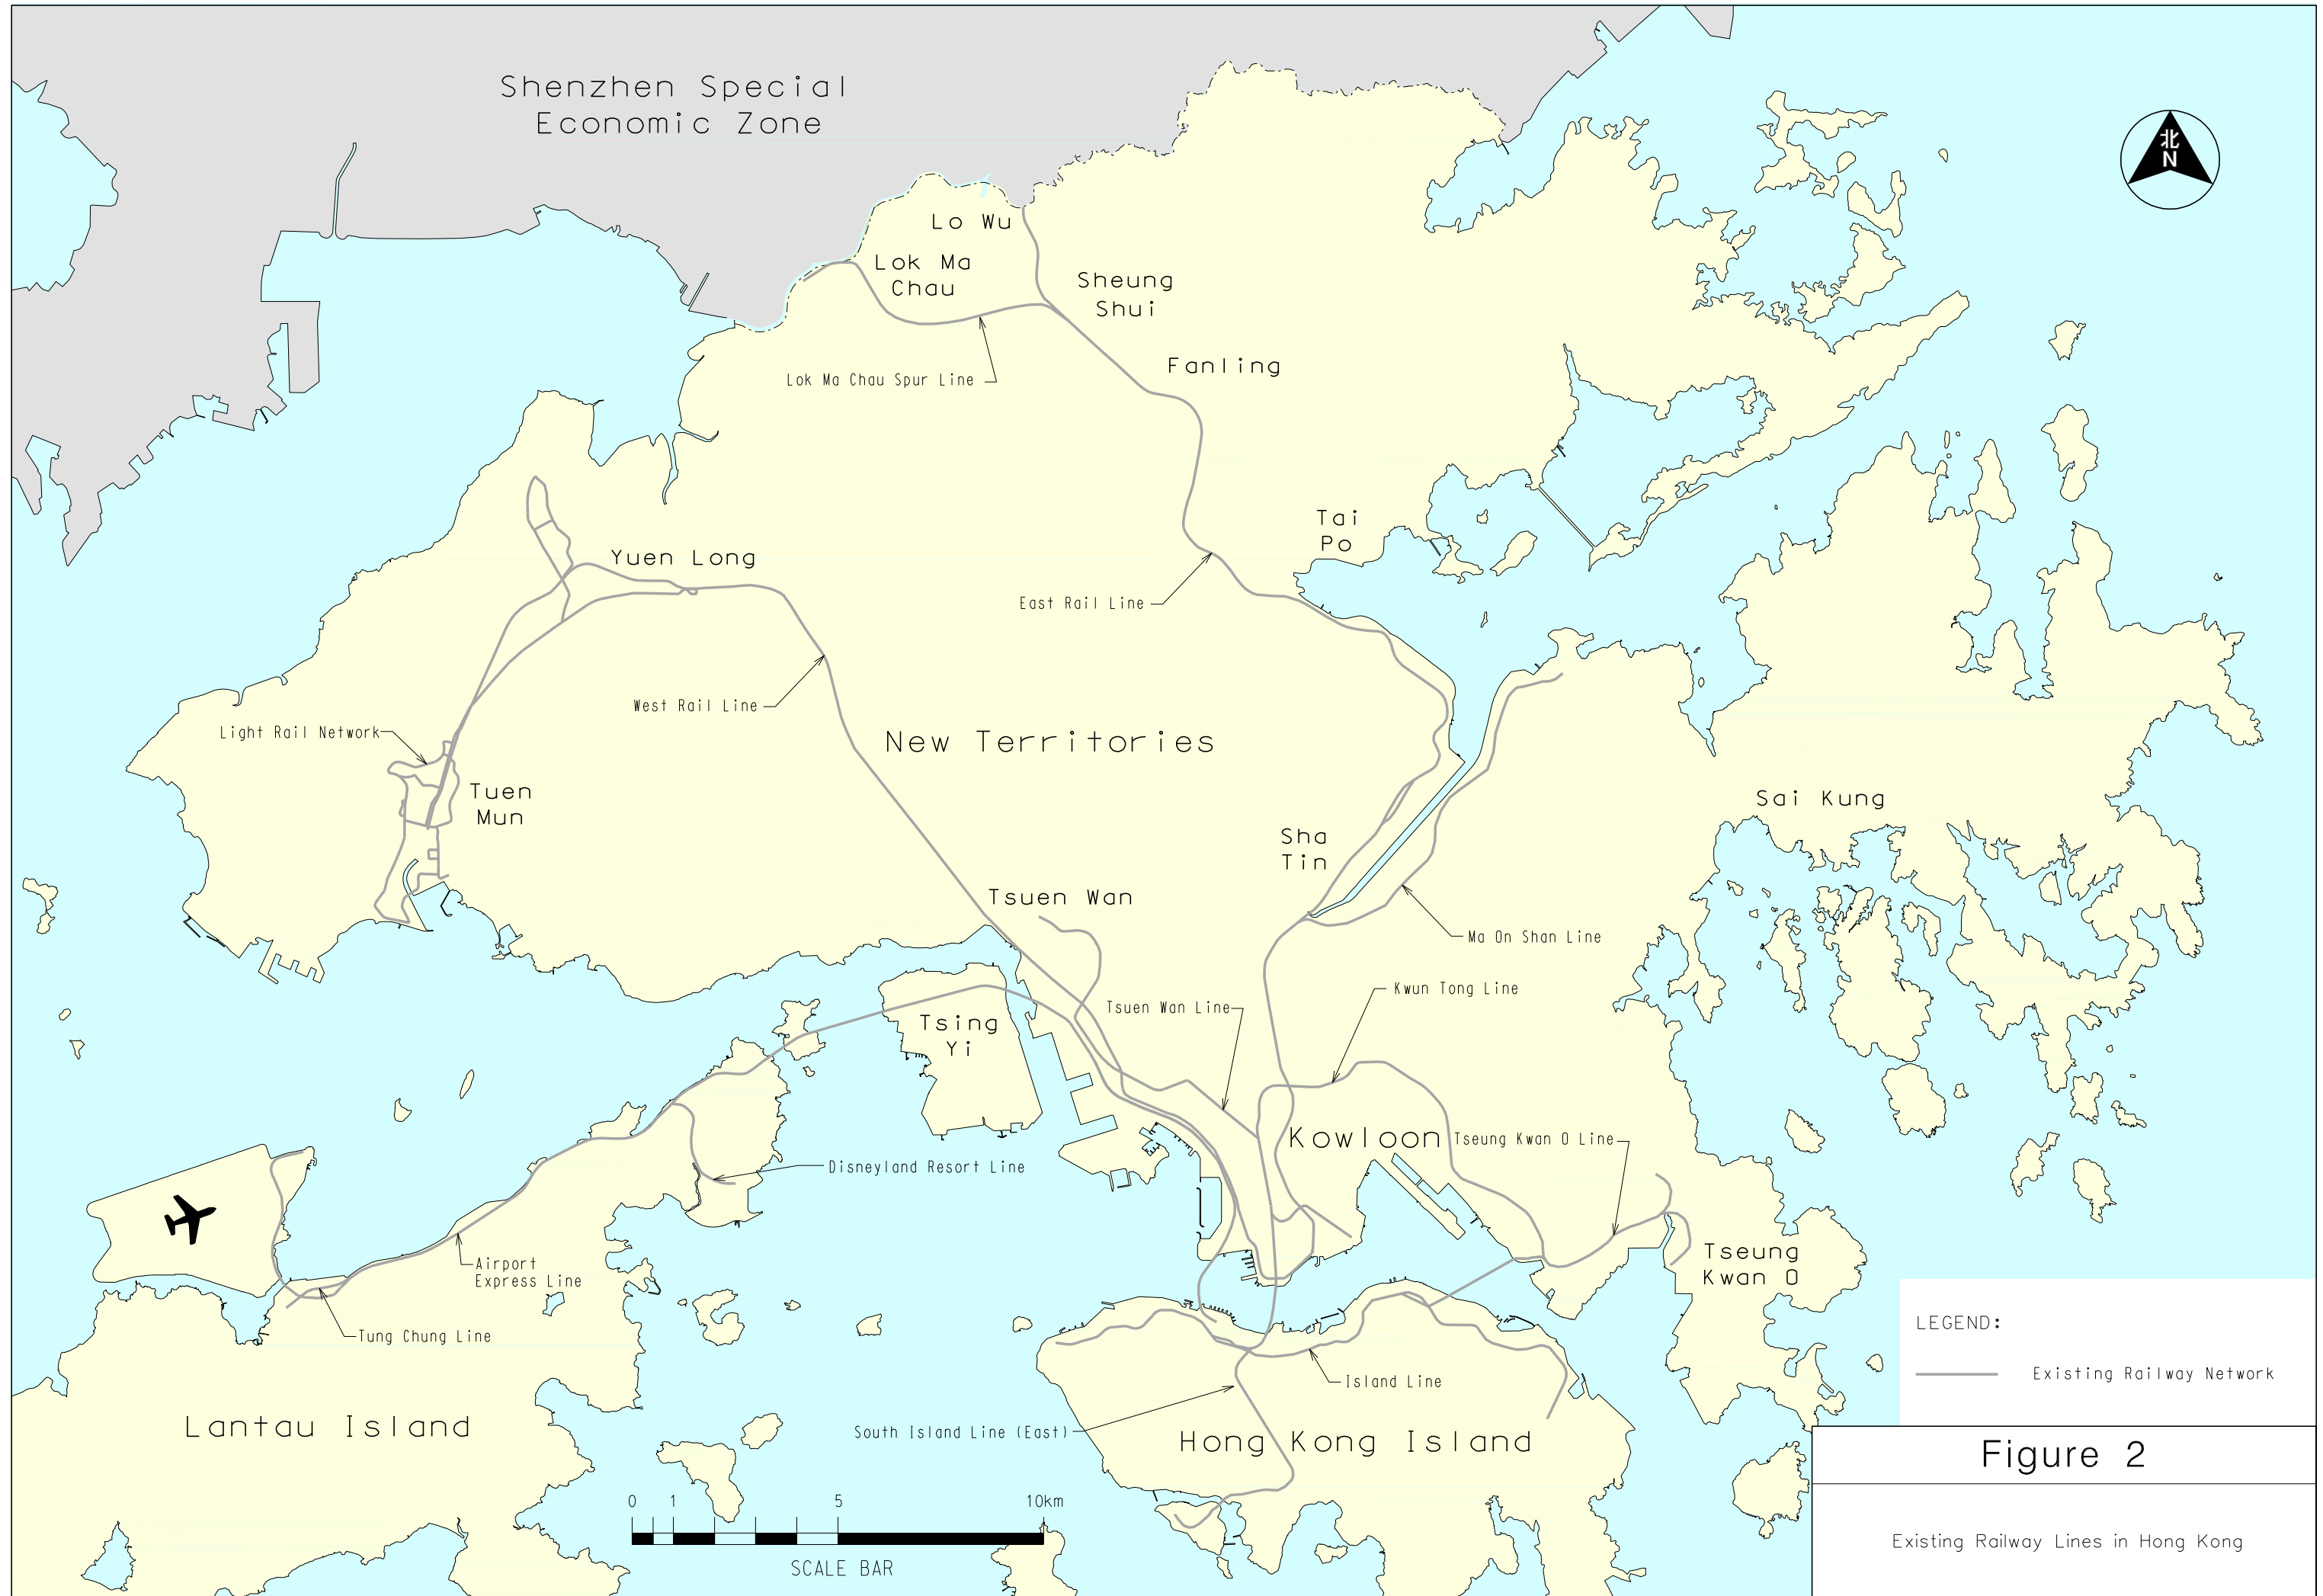 Shenzhen Special
Economic Zone
北
N
Lo Wu
Lok Ma
Chau
Sheung
Shui
Fanling
Lok Ma Chau Spur Line
Tai
Po
Yuen Long
East Rail Line
West Rail Line
Light Rail Network
New Territories
Tuen
Mun
Sai Kung
Sha
Tin
Tsuen Wan
Ma On Shan Line
Kwun Tong Line
Tsuen Wan Line
Tsing
Yi
Kowloon
Tseung Kwan O Line
Disneyland Resort Line
Airport
Express Line
Tseung
Kwan O
Tung Chung Line
Island Line
Lantau Island
South Island Line (East)
Hong Kong Island
LEGEND:
Existing Railway Network
0 1 5 10km
SCALE BAR
Figure 2
Existing Railway Lines in Hong Kong